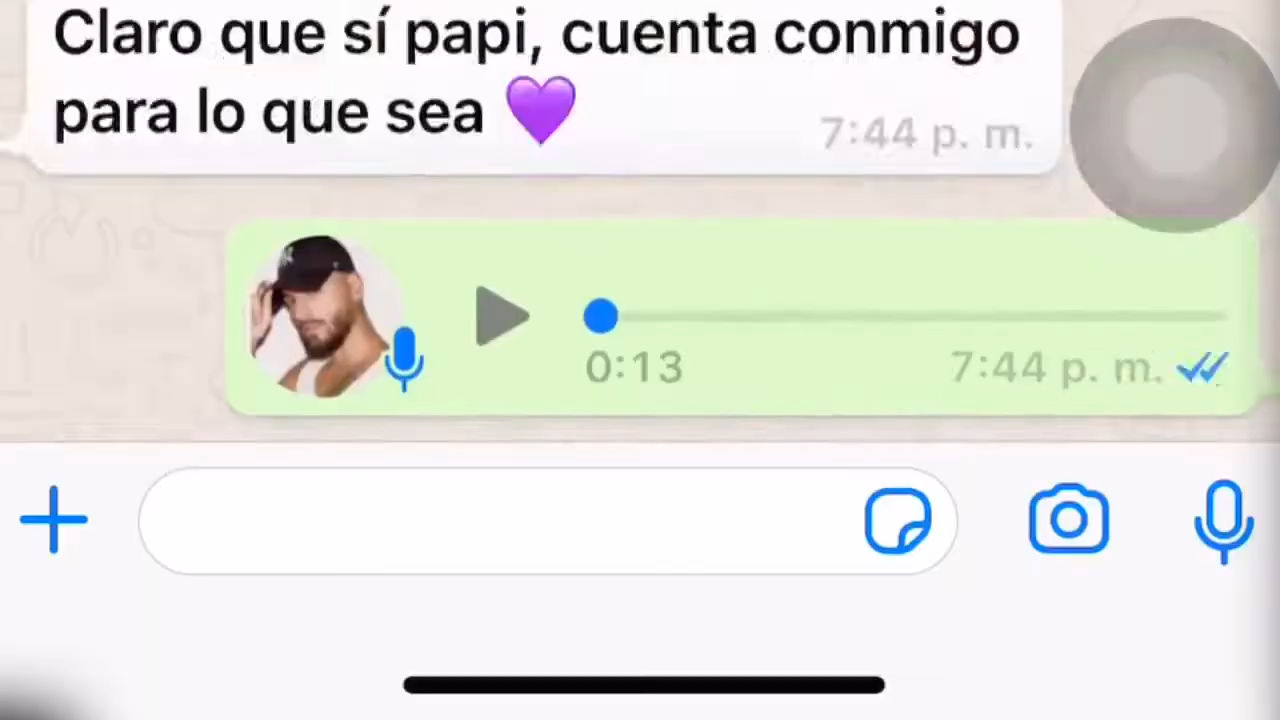 Claro que sí papi, cuenta conmigo
para lo que sea 💜
7:44 p. m.
0:13
7:44 p. m.